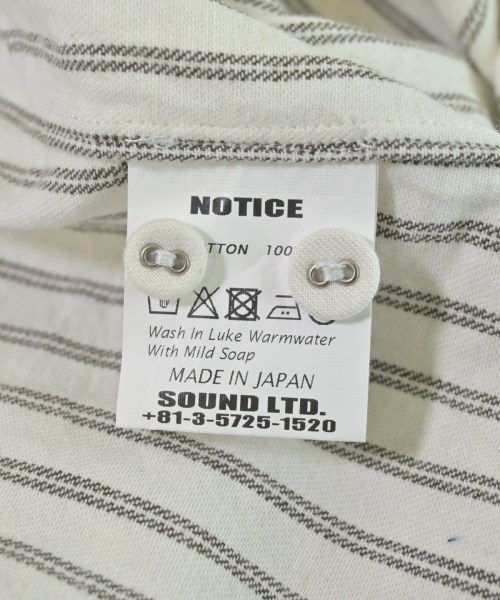 NOTICE
100
Wash In Luke Warmwater
With Mild Soap
MADE IN JAPAN
SOUND LTD.
+81-3-5725-1520